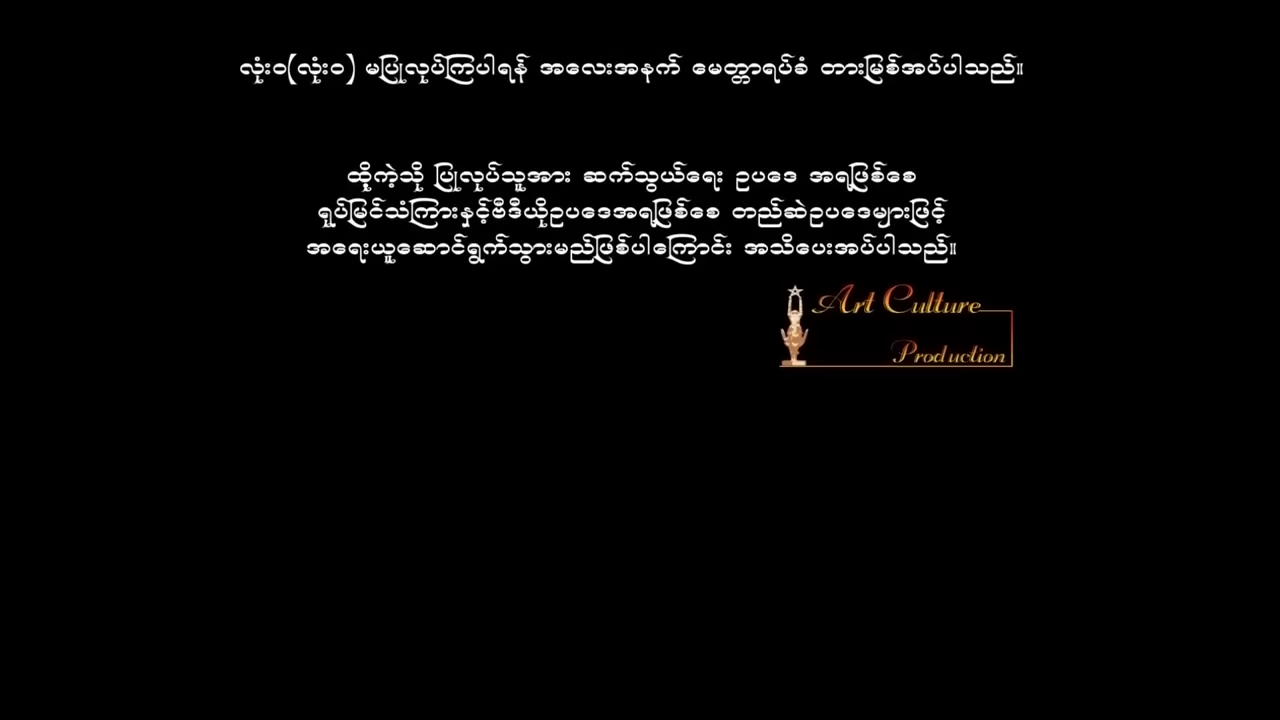 လုံးဝ(လုံးဝ) မပြုလုပ်ကြပါရန် အလေးအနက် မေတ္တာရပ်ခံ တားမြစ်အပ်ပါသည်။
ထိုကဲ့သို့ ပြုလုပ်သူအား ဆက်သွယ်ရေး ဥပဒေ အရဖြစ်စေ
ရုပ်မြင်သံကြားနှင့်ဗီဒီယိုဥပဒေအရဖြစ်စေ တည်ဆဲဥပဒေများဖြင့်
အရေးယူဆောင်ရွက်သွားမည်ဖြစ်ပါကြောင်း အသိပေးအပ်ပါသည်။
Art Culture
Production